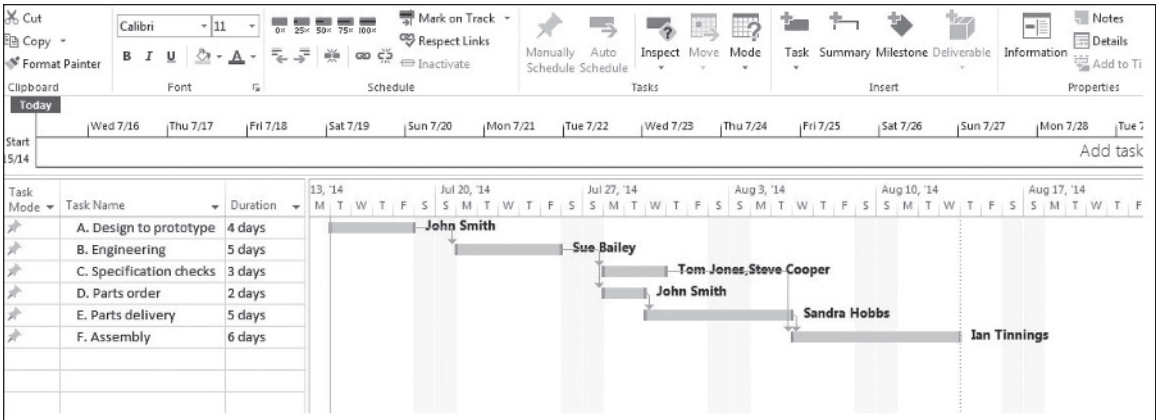 Cut
Copy
Format Painter
Clipboard
Calibri 11
B I U A
Font
0× 25× 50× 75× 100×
Mark on Track
Respect Links
Inactivate
Schedule
Manually Schedule
Auto Schedule
Inspect
Move
Mode
Tasks
Task
Summary
Milestone
Deliverable
Insert
Information
Notes
Details
Add to Ti
Properties
Today
Wed 7/16 Thu 7/17 Fri 7/18 Sat 7/19 Sun 7/20 Mon 7/21 Tue 7/22 Wed 7/23 Thu 7/24 Fri 7/25 Sat 7/26 Sun 7/27 Mon 7/28 Tue 7
Start
15/14
Add task
Task Mode Task Name Duration
13, '14 Jul 20, '14 Jul 27, '14 Aug 3, '14 Aug 10, '14 Aug 17, '14
M T W T F S S M T W T F S S M T W T F S S M T W T F S S M T W T F S S M T W T F
A. Design to prototype 4 days John Smith
B. Engineering 5 days Sue Bailey
C. Specification checks 3 days Tom Jones,Steve Cooper
D. Parts order 2 days John Smith
E. Parts delivery 5 days Sandra Hobbs
F. Assembly 6 days Ian Tinnings